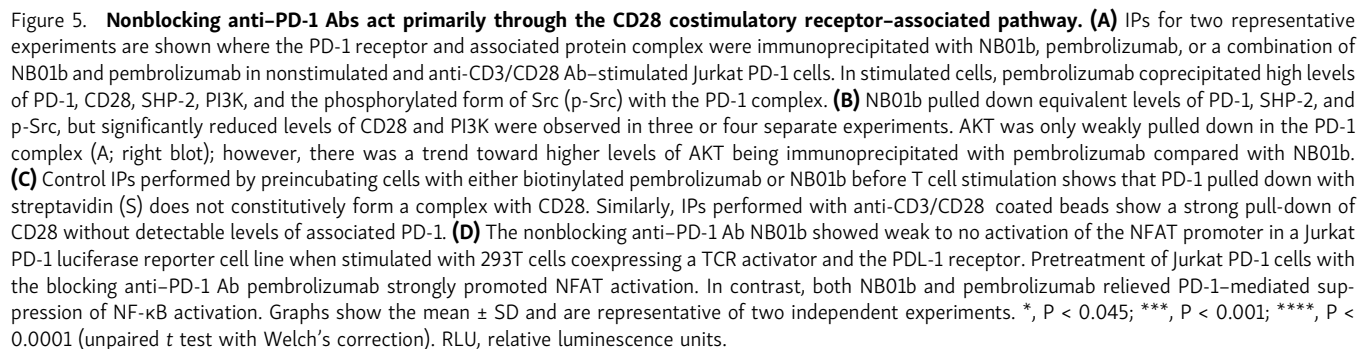 Figure 5. Nonblocking anti–PD-1 Abs act primarily through the CD28 costimulatory receptor–associated pathway. (A) IPs for two representative
experiments are shown where the PD-1 receptor and associated protein complex were immunoprecipitated with NB01b, pembrolizumab, or a combination of
NB01b and pembrolizumab in nonstimulated and anti-CD3/CD28 Ab–stimulated Jurkat PD-1 cells. In stimulated cells, pembrolizumab coprecipitated high levels
of PD-1, CD28, SHP-2, PI3K, and the phosphorylated form of Src (p-Src) with the PD-1 complex. (B) NB01b pulled down equivalent levels of PD-1, SHP-2, and
p-Src, but significantly reduced levels of CD28 and PI3K were observed in three or four separate experiments. AKT was only weakly pulled down in the PD-1
complex (A; right blot); however, there was a trend toward higher levels of AKT being immunoprecipitated with pembrolizumab compared with NB01b.
(C) Control IPs performed by preincubating cells with either biotinylated pembrolizumab or NB01b before T cell stimulation shows that PD-1 pulled down with
streptavidin (S) does not constitutively form a complex with CD28. Similarly, IPs performed with anti-CD3/CD28 coated beads show a strong pull-down of
CD28 without detectable levels of associated PD-1. (D) The nonblocking anti–PD-1 Ab NB01b showed weak to no activation of the NFAT promoter in a Jurkat
PD-1 luciferase reporter cell line when stimulated with 293T cells coexpressing a TCR activator and the PDL-1 receptor. Pretreatment of Jurkat PD-1 cells with
the blocking anti–PD-1 Ab pembrolizumab strongly promoted NFAT activation. In contrast, both NB01b and pembrolizumab relieved PD-1–mediated sup-
pression of NF-κB activation. Graphs show the mean ± SD and are representative of two independent experiments. *, P < 0.045; ***, P < 0.001; ****, P <
0.0001 (unpaired t test with Welch's correction). RLU, relative luminescence units.